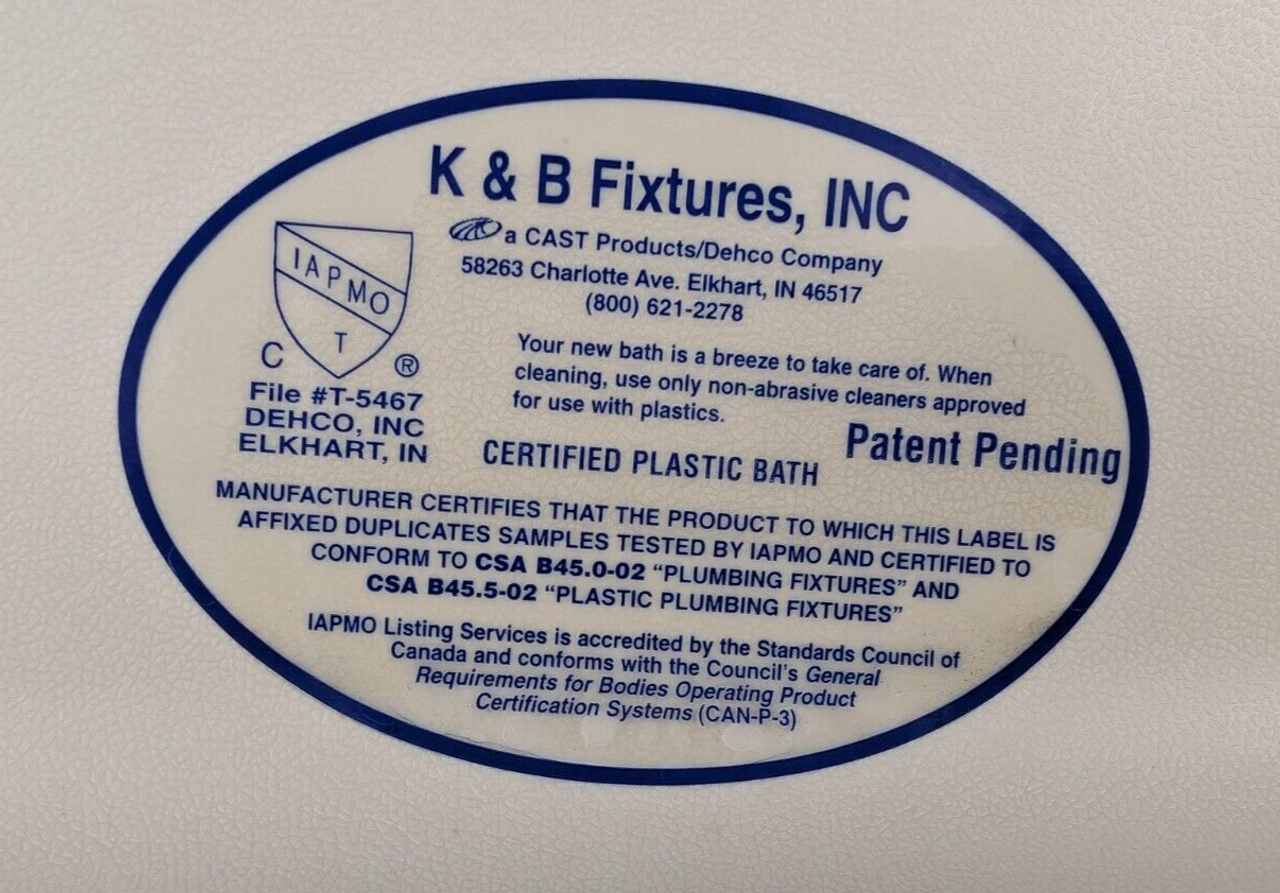 K & B Fixtures, INC
a CAST Products/Dehco Company
58263 Charlotte Ave. Elkhart, IN 46517
(800) 621-2278
IAPMO
T
C ®
File #T-5467
DEHCO, INC
ELKHART, IN
Your new bath is a breeze to take care of. When
cleaning, use only non-abrasive cleaners approved
for use with plastics.
Patent Pending
CERTIFIED PLASTIC BATH
MANUFACTURER CERTIFIES THAT THE PRODUCT TO WHICH THIS LABEL IS
AFFIXED DUPLICATES SAMPLES TESTED BY IAPMO AND CERTIFIED TO
CONFORM TO CSA B45.0-02 “PLUMBING FIXTURES” AND
CSA B45.5-02 “PLASTIC PLUMBING FIXTURES”
IAPMO Listing Services is accredited by the Standards Council of
Canada and conforms with the Council's General
Requirements for Bodies Operating Product
Certification Systems (CAN-P-3)